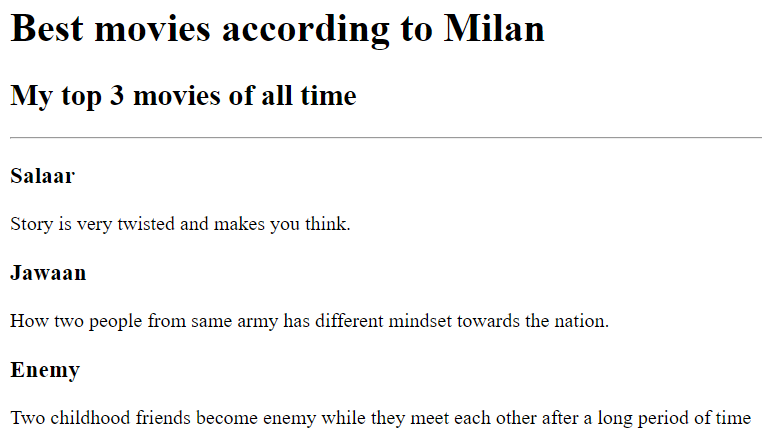 Best movies according to Milan
My top 3 movies of all time
Salaar
Story is very twisted and makes you think.
Jawaan
How two people from same army has different mindset towards the nation.
Enemy
Two childhood friends become enemy while they meet each other after a long period of time